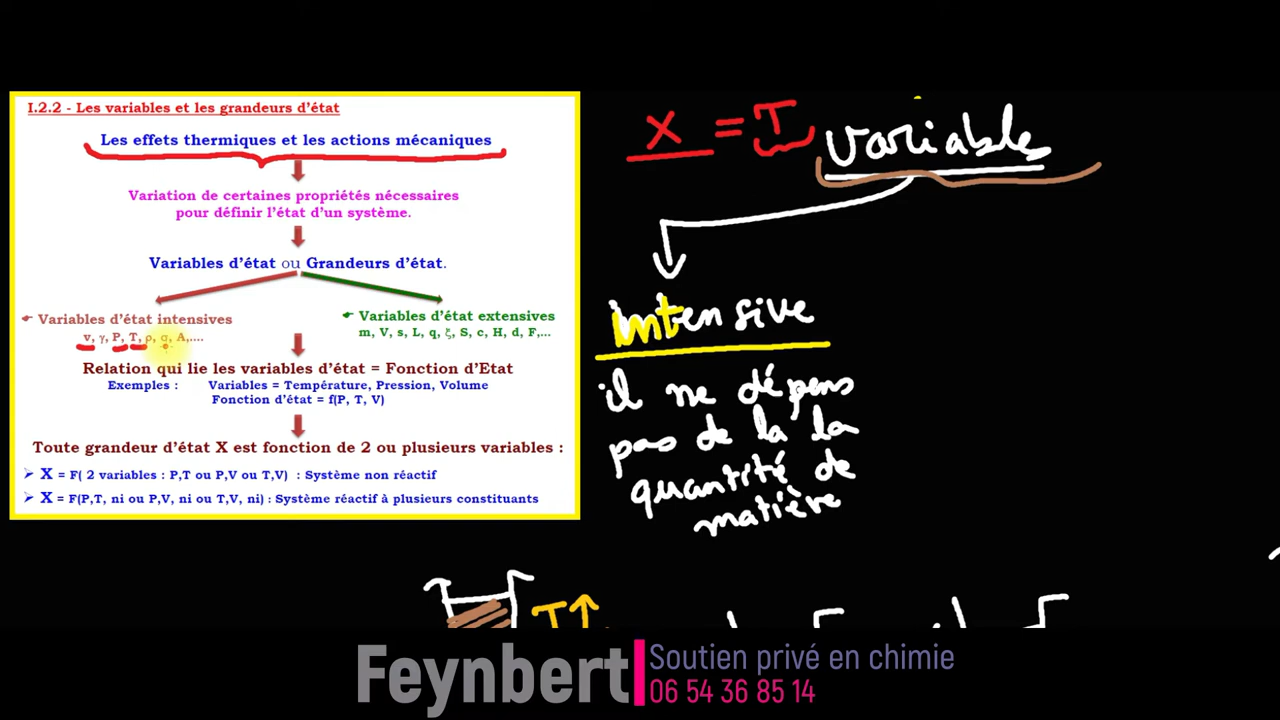 I.2.2 - Les variables et les grandeurs d'état
Les effets thermiques et les actions mécaniques
Variation de certaines propriétés nécessaires
pour définir l'état d'un système.
Variables d'état ou Grandeurs d'état.
Variables d'état intensives
v, γ, P, T, ρ, σ, A,....
Variables d'état extensives
m, V, s, L, q, ξ, S, c, H, d, F,...
Relation qui lie les variables d'état = Fonction d'Etat
Exemples : Variables = Température, Pression, Volume
Fonction d'état = f(P, T, V)
Toute grandeur d'état X est fonction de 2 ou plusieurs variables :
X = F( 2 variables : P,T ou P,V ou T,V) : Système non réactif
X = F(P,T, ni ou P,V, ni ou T,V, ni) : Système réactif à plusieurs constituants
X = T variables
intensive
il ne dépens
pas de la la
quantité de
matière
T↑
Feynbert
Soutien privé en chimie
06 54 36 85 14